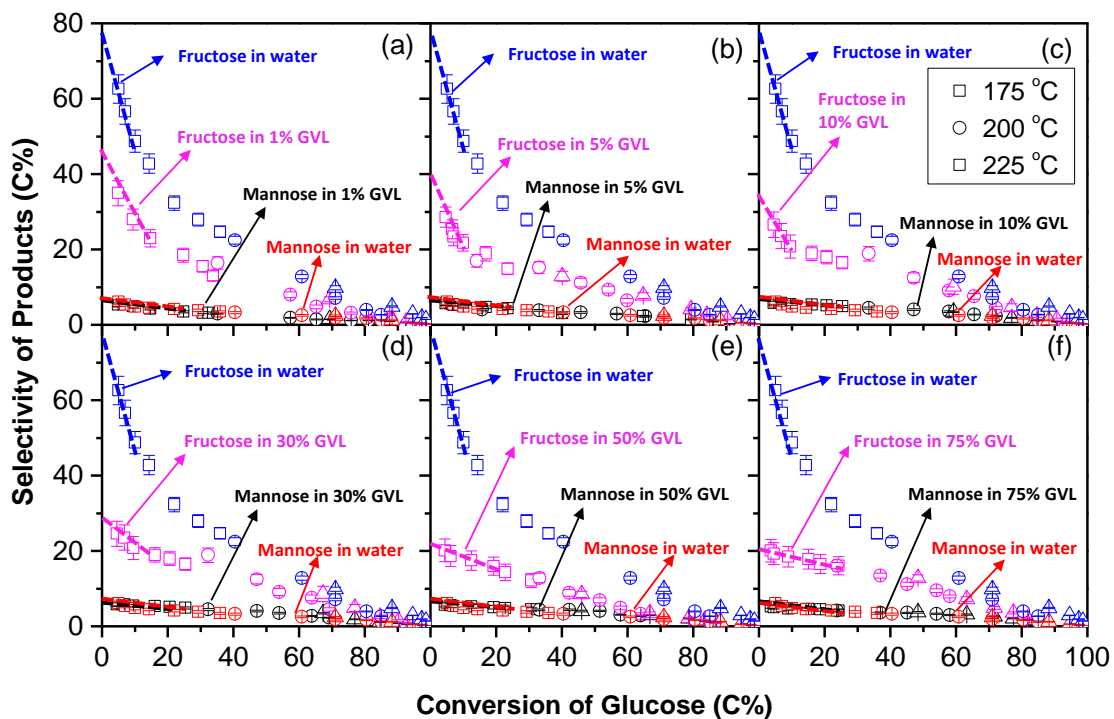 80
60
40
20
0
60
40
20
0
Selectivity of Products (C%)
(a)
Fructose in water
Fructose in 1% GVL
Mannose in 1% GVL
Mannose in water
(b)
Fructose in water
Fructose in 5% GVL
Mannose in 5% GVL
Mannose in water
(c)
Fructose in water
Fructose in
10% GVL
175 °C
200 °C
225 °C
Mannose in 10% GVL
Mannose in water
(d)
Fructose in water
Fructose in 30% GVL
Mannose in 30% GVL
Mannose in water
(e)
Fructose in water
Fructose in 50% GVL
Mannose in 50% GVL
Mannose in water
(f)
Fructose in water
Fructose in 75% GVL
Mannose in 75% GVL
Mannose in water
0 20 40 60 80 0 20 40 60 80 0 20 40 60 80 100
Conversion of Glucose (C%)